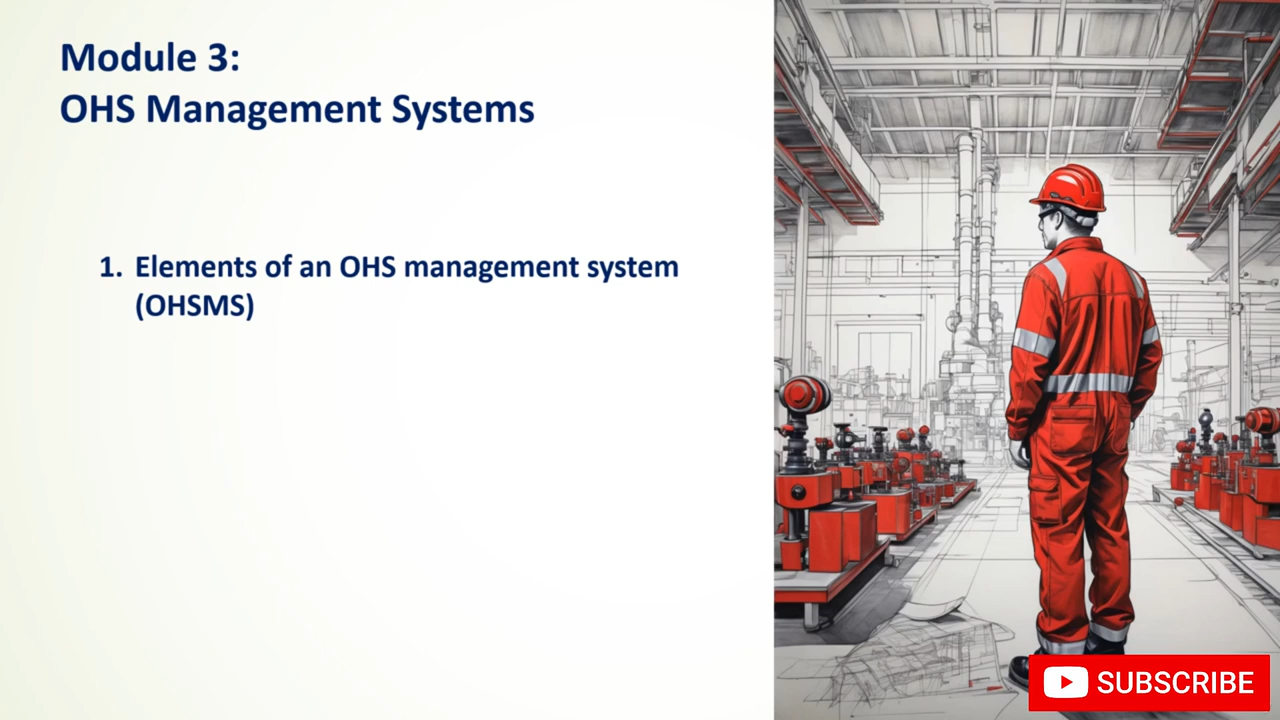 Module 3:
OHS Management Systems
1. Elements of an OHS management system
(OHSMS)
SUBSCRIBE